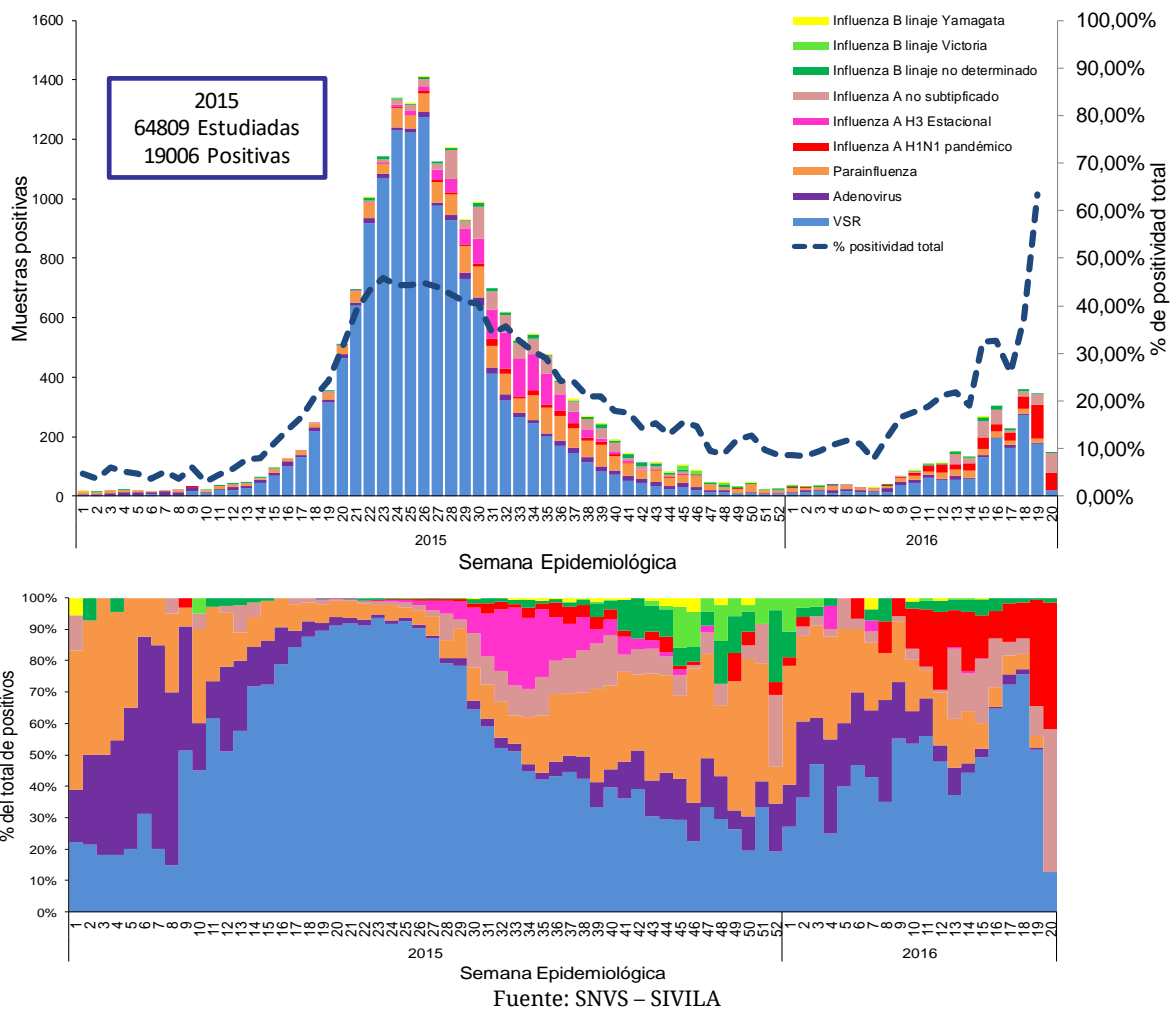 1600
1400
1200
1000
800
600
400
200
0
Muestras positivas
2015
64809 Estudiadas
19006 Positivas
Influenza B linaje Yamagata
Influenza B linaje Victoria
Influenza B linaje no determinado
Influenza A no subtipficado
Influenza A H3 Estacional
Influenza A H1N1 pandémico
Parainfluenza
Adenovirus
VSR
% positividad total
100,00%
90,00%
80,00%
70,00%
60,00%
50,00%
40,00%
30,00%
20,00%
10,00%
0,00%
% de positividad total
1 2 3 4 5 6 7 8 9 10 11 12 13 14 15 16 17 18 19 20 21 22 23 24 25 26 27 28 29 30 31 32 33 34 35 36 37 38 39 40 41 42 43 44 45 46 47 48 49 50 51 52 1 2 3 4 5 6 7 8 9 10 11 12 13 14 15 16 17 18 19 20
2015 2016
Semana Epidemiológica
100%
90%
80%
70%
60%
50%
40%
30%
20%
10%
0%
% del total de positivos
1 2 3 4 5 6 7 8 9 10 11 12 13 14 15 16 17 18 19 20 21 22 23 24 25 26 27 28 29 30 31 32 33 34 35 36 37 38 39 40 41 42 43 44 45 46 47 48 49 50 51 52 1 2 3 4 5 6 7 8 9 10 11 12 13 14 15 16 17 18 19 20
2015 2016
Semana Epidemiológica
Fuente: SNVS – SIVILA